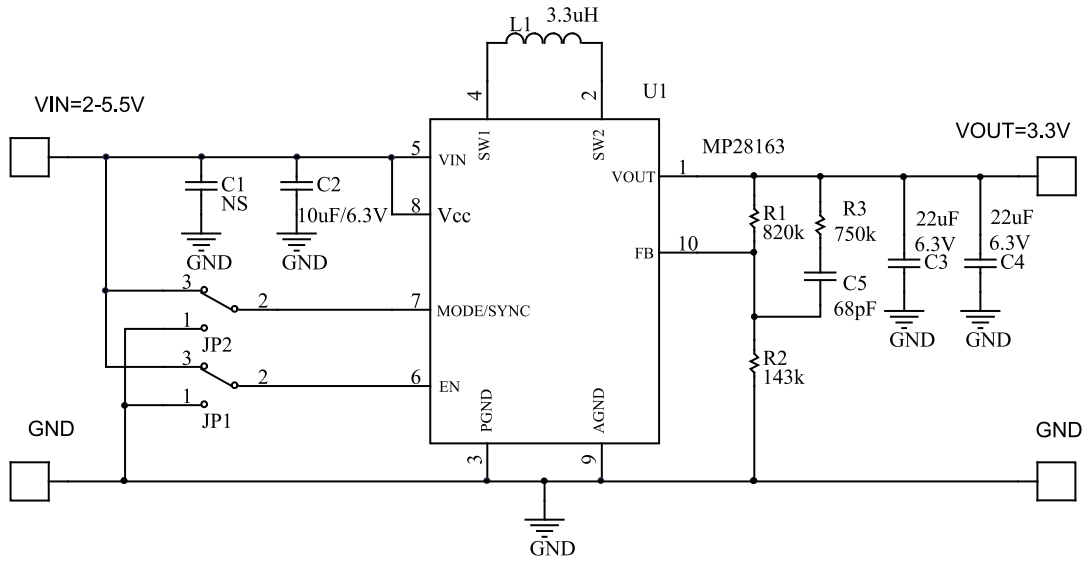 L1 3.3uH
4
2
U1
SW1
SW2
VIN=2-5.5V
VOUT=3.3V
MP28163
5
VIN
VOUT
1
C1
NS
C2
10uF/6.3V
8
Vcc
R1
820k
R3
750k
22uF
6.3V
C3
22uF
6.3V
C4
FB
10
GND
GND
C5
68pF
GND
GND
3
2
7
MODE/SYNC
1
JP2
3
2
6
EN
R2
143k
1
JP1
PGND
AGND
GND
GND
3
9
GND